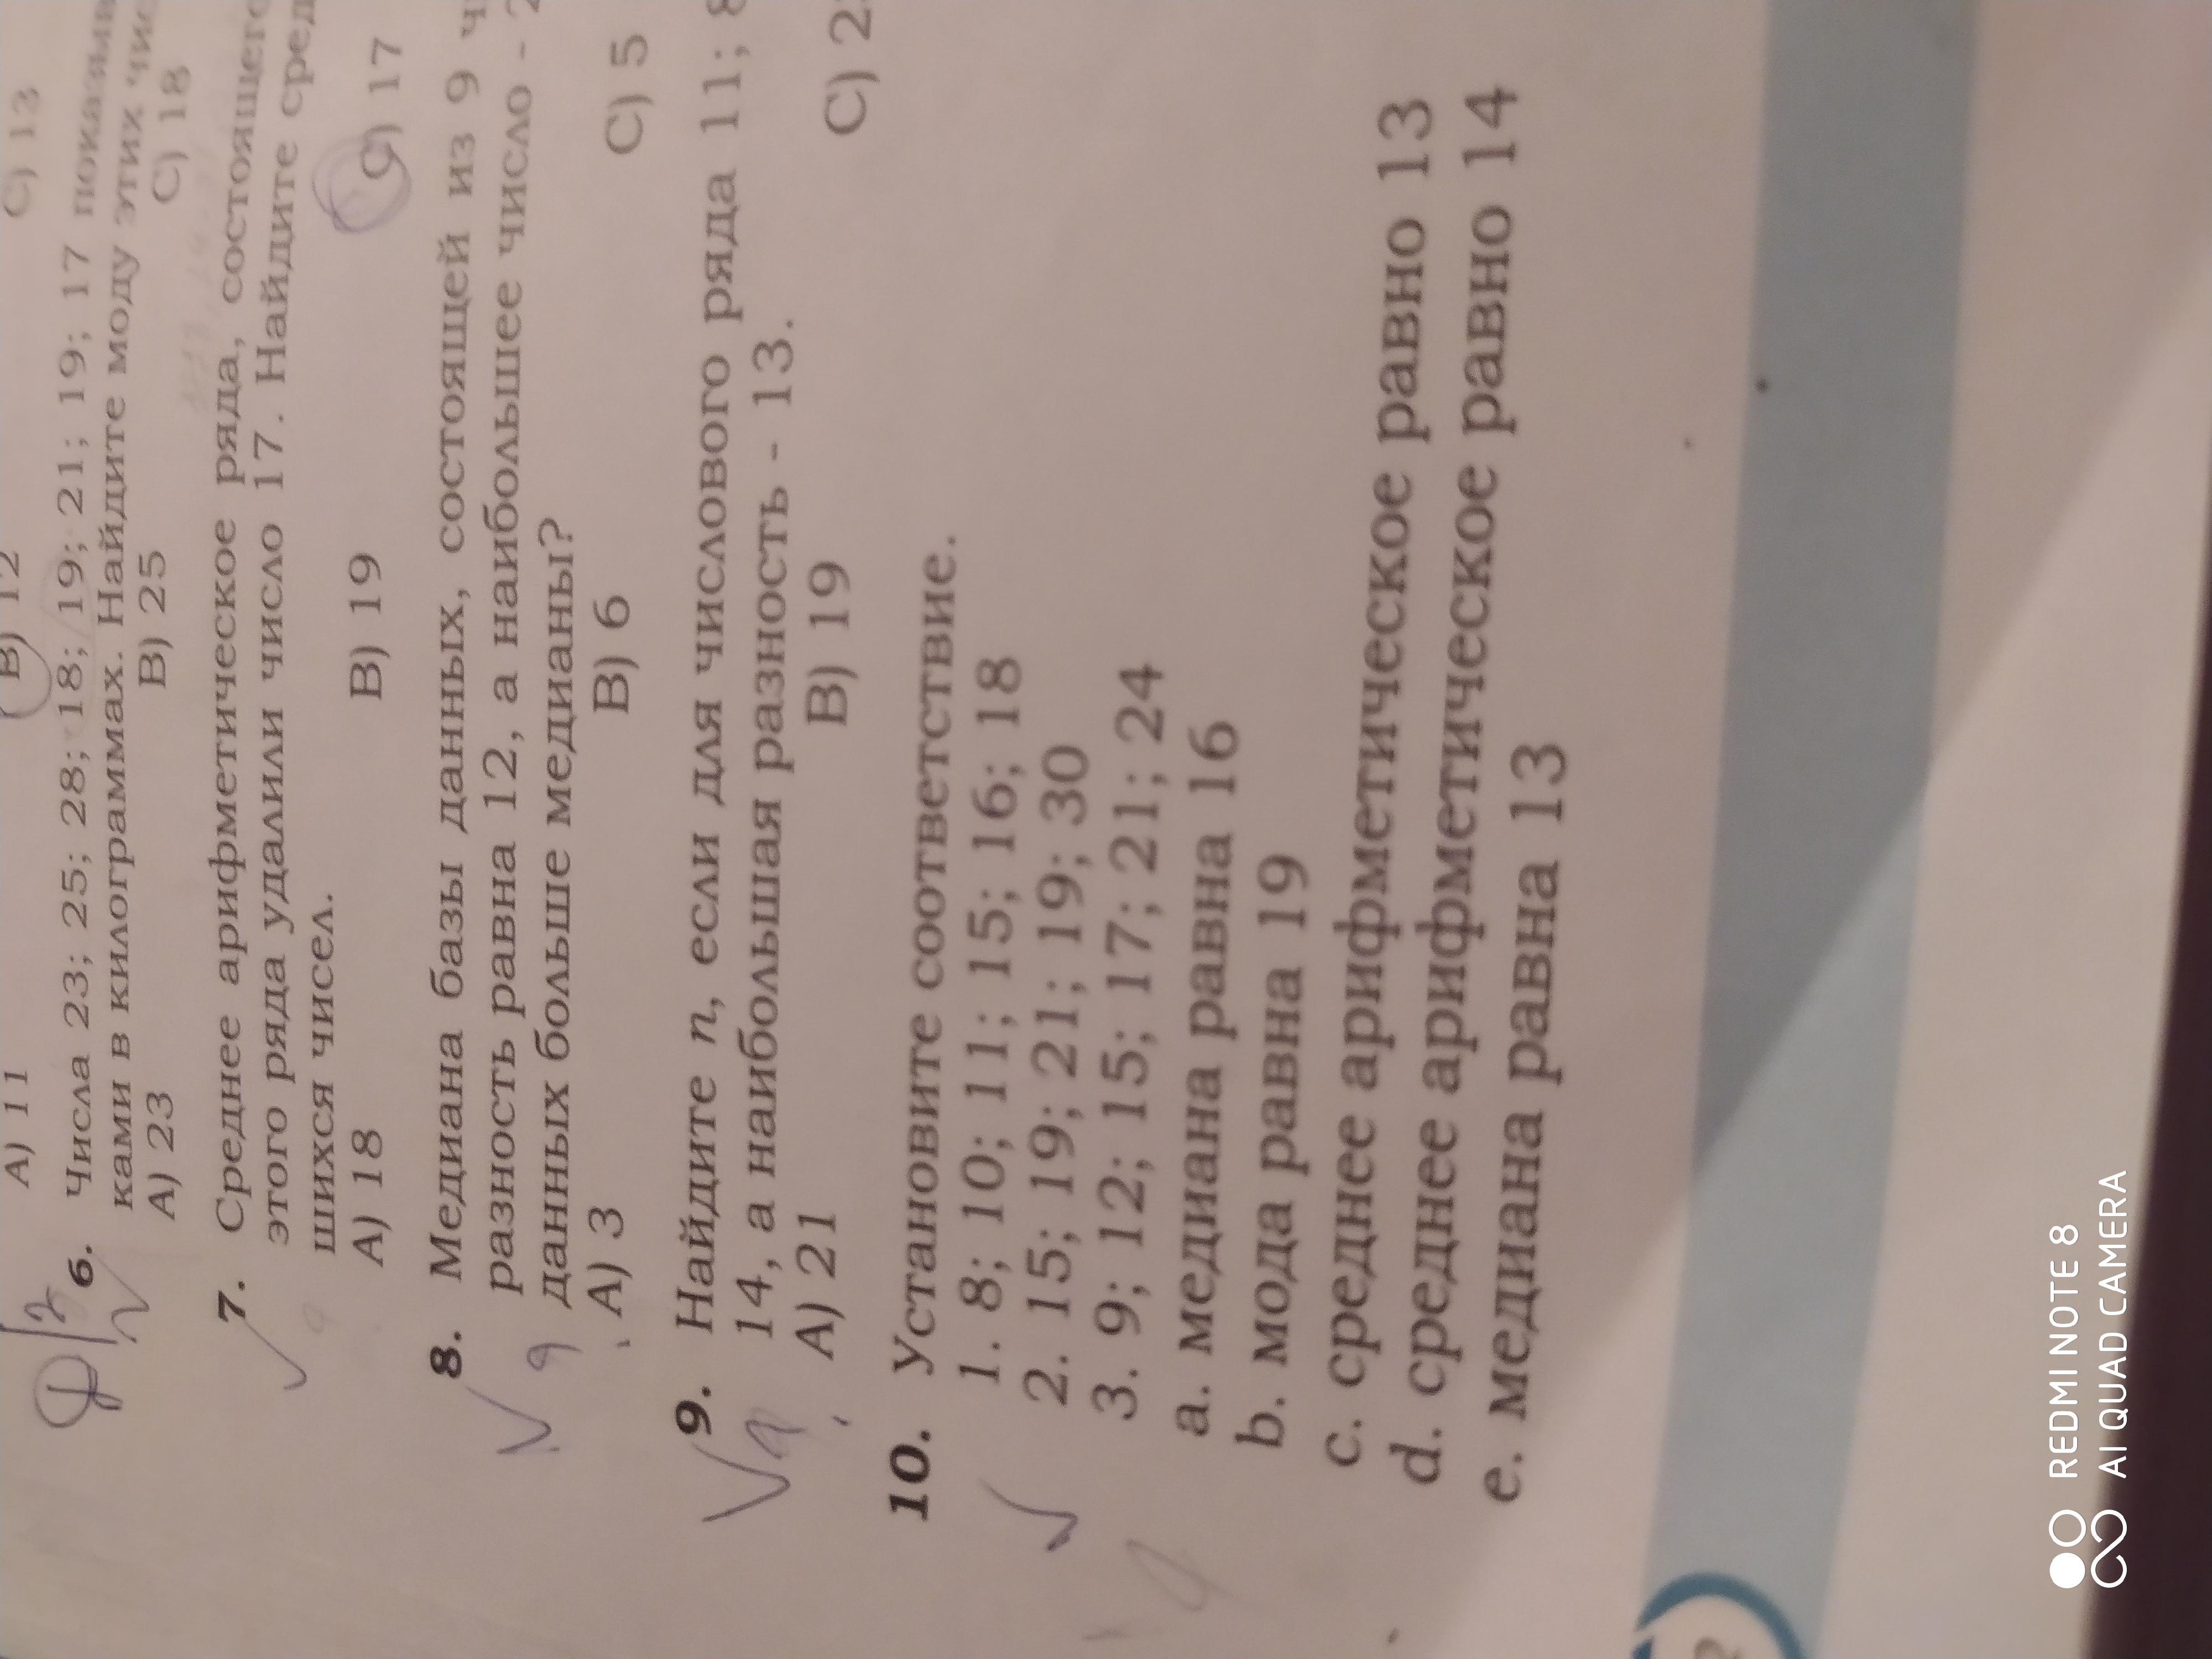 A) 11 B) 12 C) 13
6. Числа 23; 25; 28; 18; 19; 21; 19; 17
ками в килограммах. Найдите моду этих
A) 23 B) 25 C) 18
7. Среднее арифметическое ряда, состоящего
этого ряда удалили число 17. Найдите
шихся чисел.
A) 18 B) 19 C) 17
8. Медиана базы данных, состоящей из 9
разность равна 12, а наибольшее число -
данных больше медианы?
A) 3 B) 6 C) 5
9. Найдите n, если для числового ряда 11;
14, а наибольшая разность - 13.
A) 21 B) 19 C) 2
10. Установите соответствие.
1. 8; 10; 11; 15; 16; 18
2. 15; 19; 21; 19; 30
3. 9; 12; 15; 17; 21; 24
a. медиана равна 16
b. мода равна 19
c. среднее арифметическое равно 13
d. среднее арифметическое равно 14
e. медиана равна 13
REDMI NOTE 8
AI QUAD CAMERA